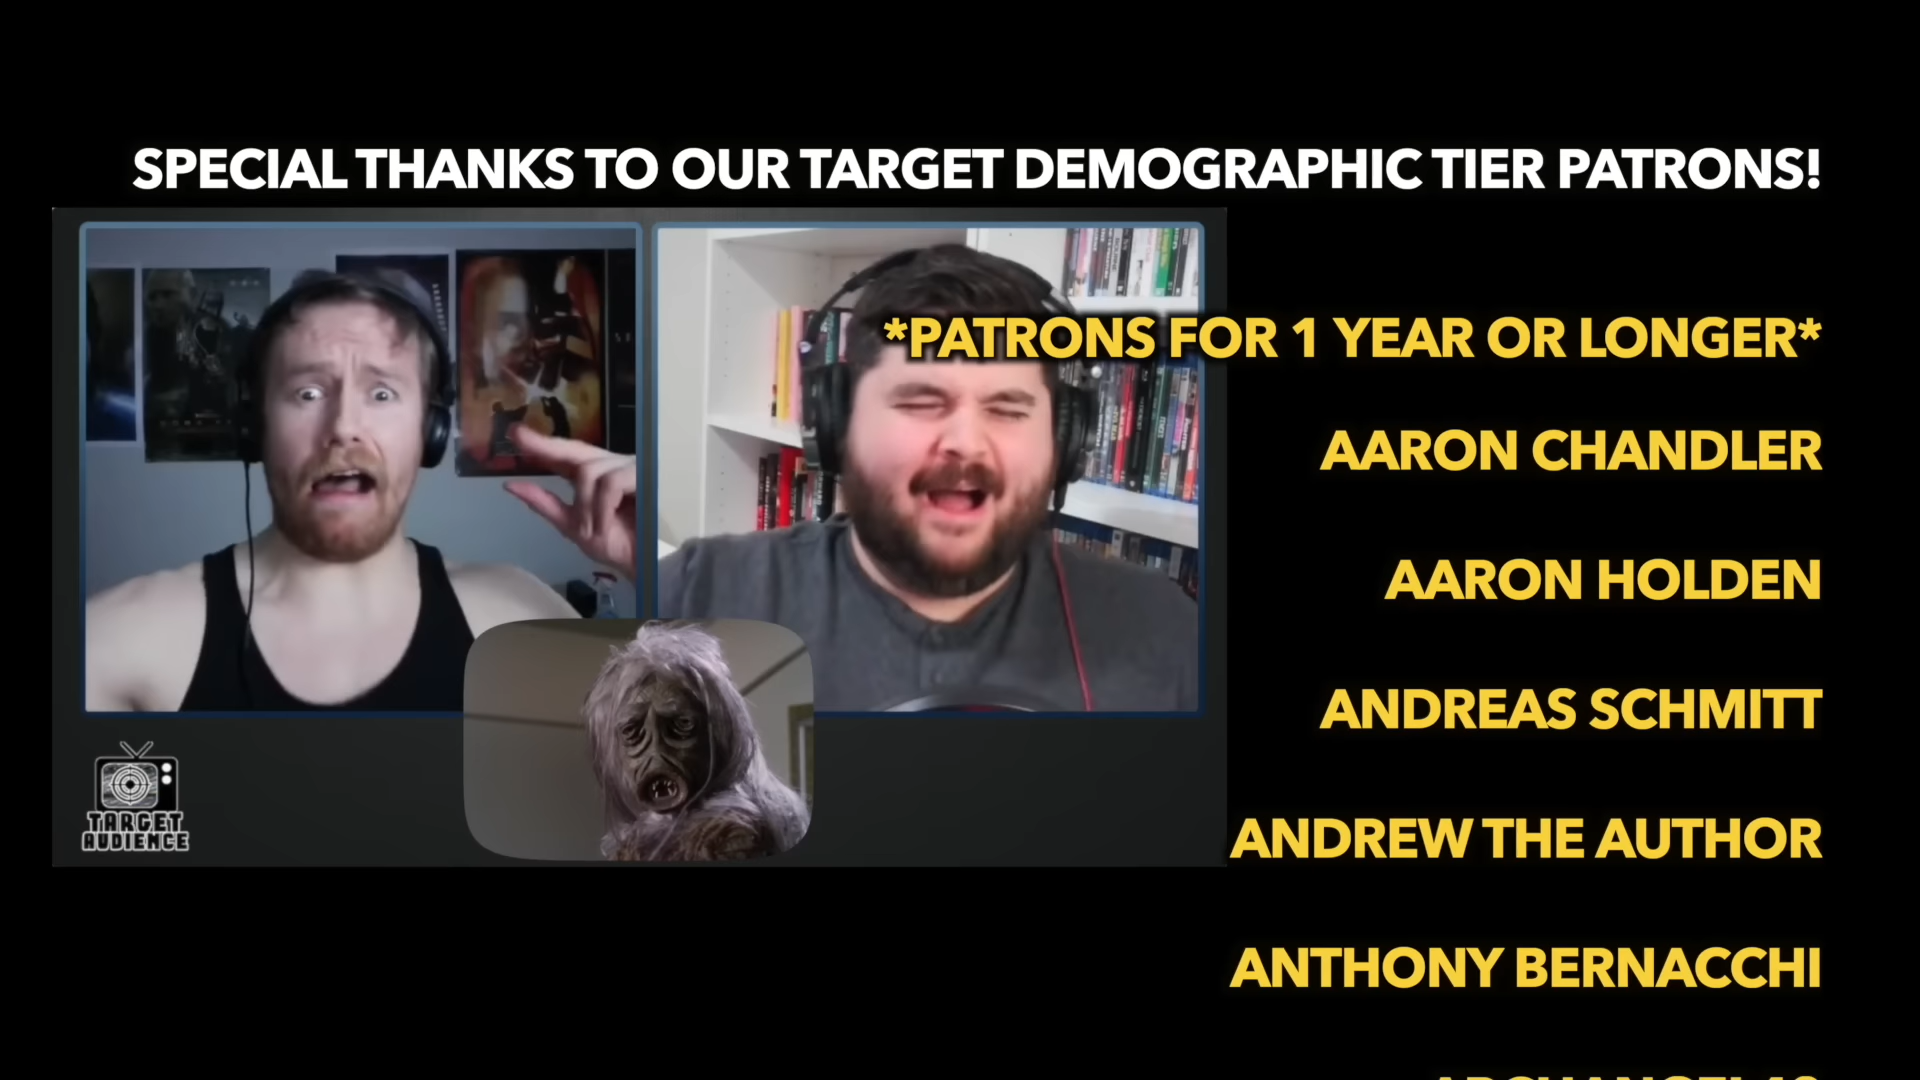 SPECIAL THANKS TO OUR TARGET DEMOGRAPHIC TIER PATRONS!
*PATRONS FOR 1 YEAR OR LONGER*
AARON CHANDLER
AARON HOLDEN
ANDREAS SCHMITT
ANDREW THE AUTHOR
ANTHONY BERNACCHI
TARGET
AUDIENCE